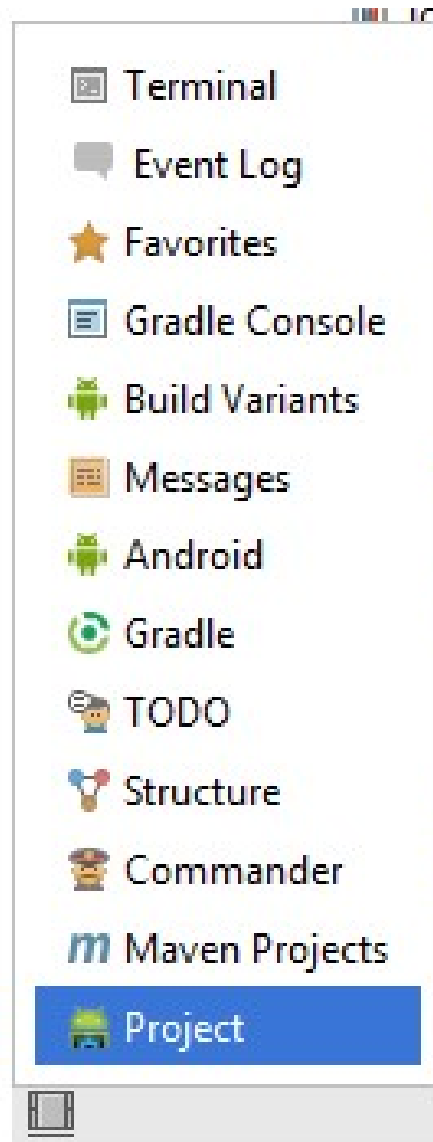 Terminal
Event Log
Favorites
Gradle Console
Build Variants
Messages
Android
Gradle
TODO
Structure
Commander
Maven Projects
Project